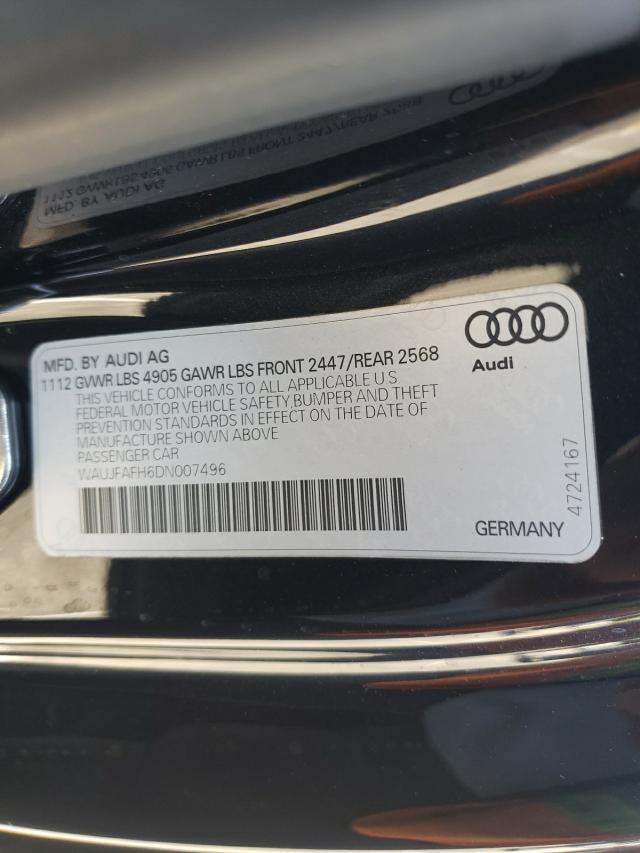 MFD. BY AUDI AG
1112 GVWR LBS 4905 GAWR LBS FRONT 2447/REAR 2568
THIS VEHICLE CONFORMS TO ALL APPLICABLE U S
FEDERAL MOTOR VEHICLE SAFETY,BUMPER AND THEFT
PREVENTION STANDARDS IN EFFECT ON THE DATE OF
MANUFACTURE SHOWN ABOVE
PASSENGER CAR
WAUJFAFH6DN007496
Audi
4724167
GERMANY